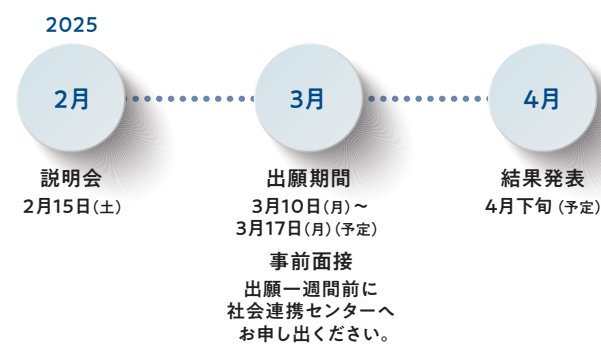 2025
2月
3月
4月
説明会
2月15日(土)
出願期間
3月10日(月)～
3月17日(月)(予定)
事前面接
出願一週間前に
社会連携センターへ
お申し出ください。
結果発表
4月下旬(予定)